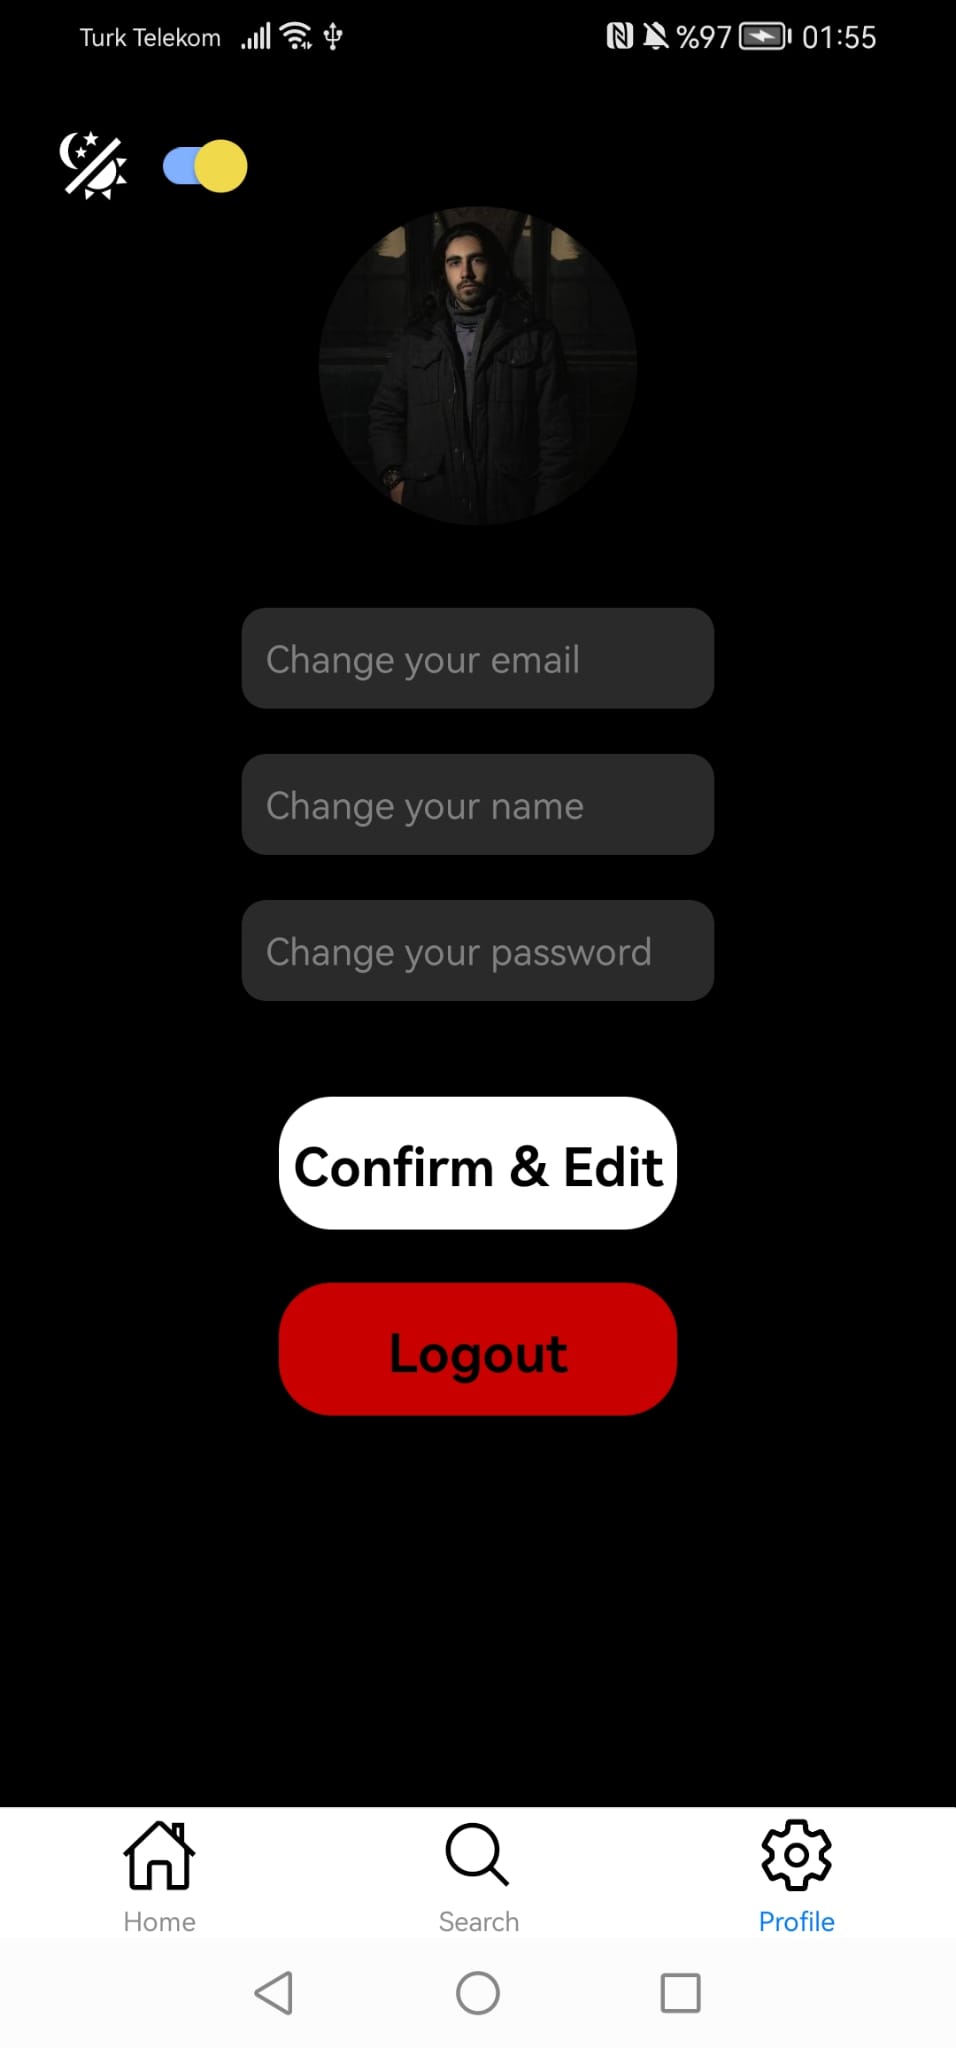 Turk Telekom %97 01:55
Change your email
Change your name
Change your password
Confirm & Edit
Logout
Home Search Profile